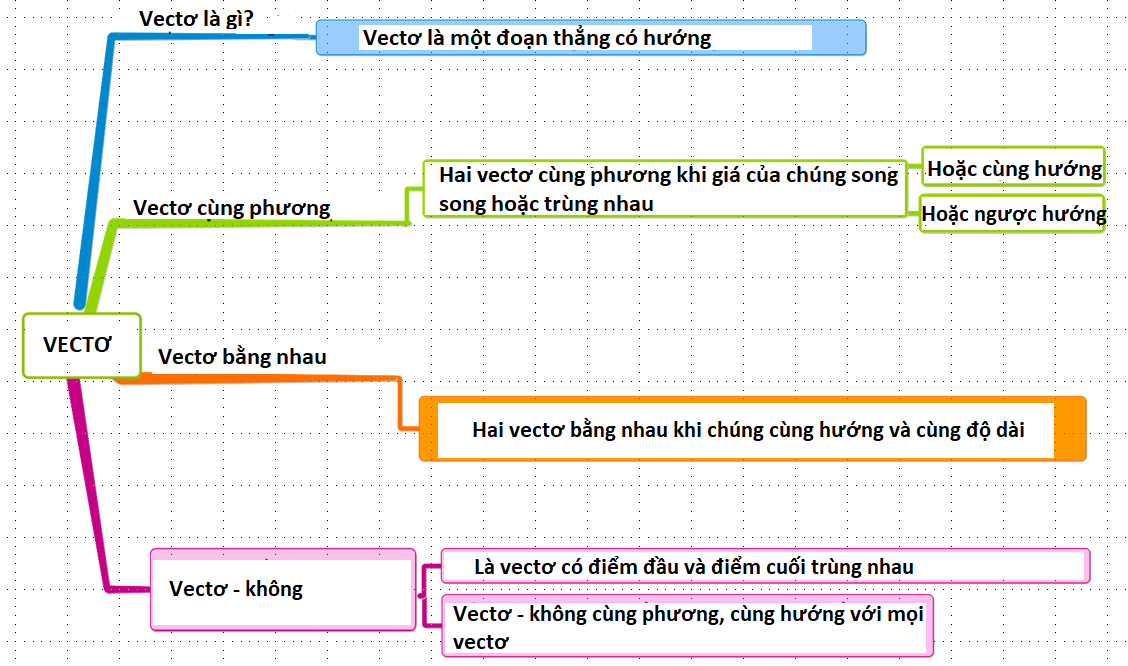 Vectơ là gì?
Vectơ là một đoạn thẳng có hướng
Vectơ cùng phương
Hai vectơ cùng phương khi giá của chúng song
song hoặc trùng nhau
Hoặc cùng hướng
Hoặc ngược hướng
VECTƠ
Vectơ bằng nhau
Hai vectơ bằng nhau khi chúng cùng hướng và cùng độ dài
Vectơ - không
Là vectơ có điểm đầu và điểm cuối trùng nhau
Vectơ - không cùng phương, cùng hướng với mọi
vectơ